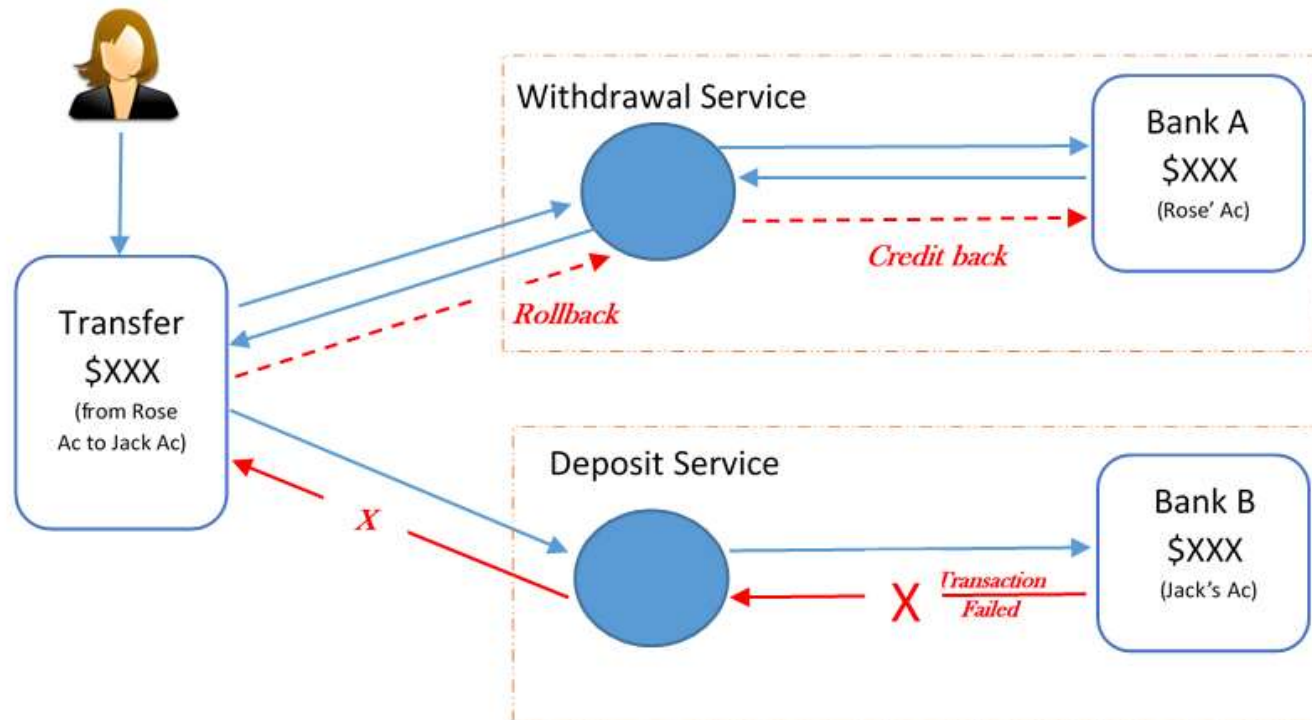 Withdrawal Service
Bank A
$XXX
(Rose' Ac)
Credit back
Rollback
Transfer
$XXX
(from Rose
Ac to Jack Ac)
Deposit Service
Bank B
$XXX
(Jack's Ac)
X
X
Transaction
Failed